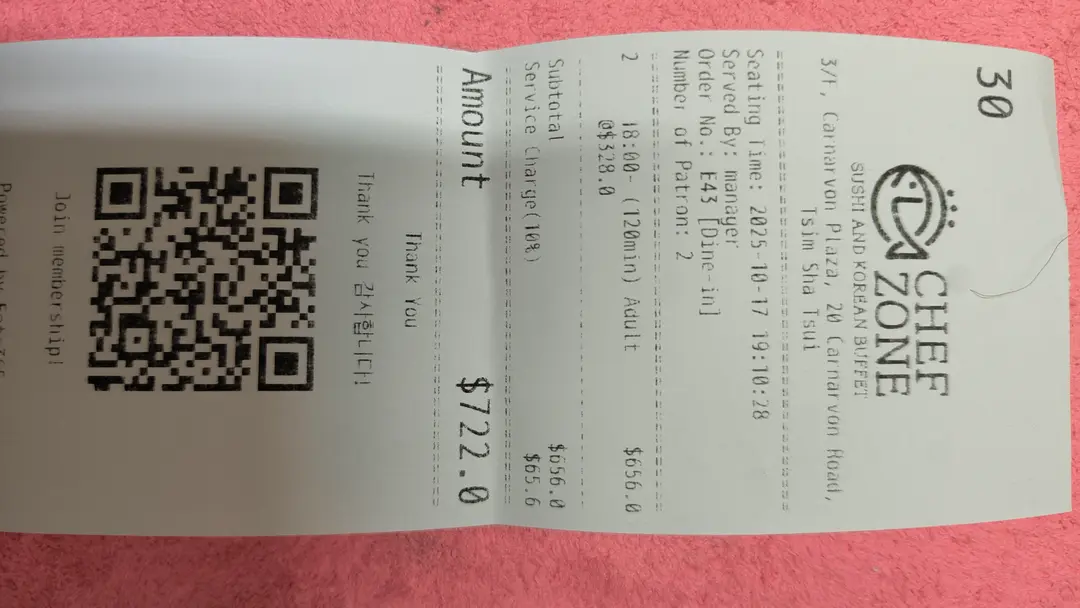 30
CHEF
ZONE
SUSHI AND KOREAN BUFFET
3/f, Carnarvon Plaza, 20 Carnarvon Road,
Tsim Sha Tsui
Seating Time: 2025-10-17 19:10:28
Served By: manager
Order No.: E43 [Dine-in]
Number of Patron: 2
2 18:00- (120min) Adult $656.0
@$328.0
Subtotal $656.0
Service Charge(10%) $65.6
Amount $722.0
Thank You
Thank you 감사합니다!
Join membership!
Powered by